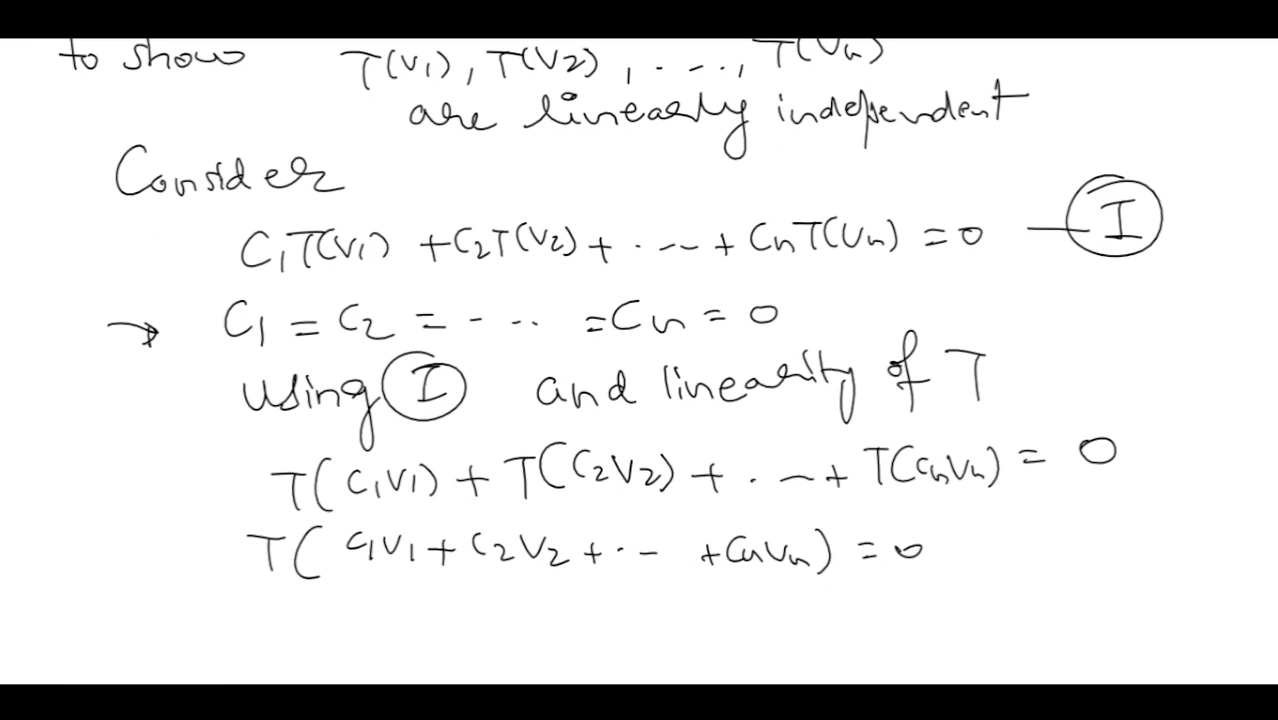 to show T(v1), T(v2), ...., T(vn)
are linearly independent
Consider
C1T(v1) + C2T(v2) + .... + CnT(vn) = 0 — I
→ C1 = C2 = .... = Cn = 0
using I and linearity of T
T(C1v1) + T(C2v2) + .... + T(Cnvn) = 0
T(C1v1 + C2v2 + ... + Cnvn) = 0